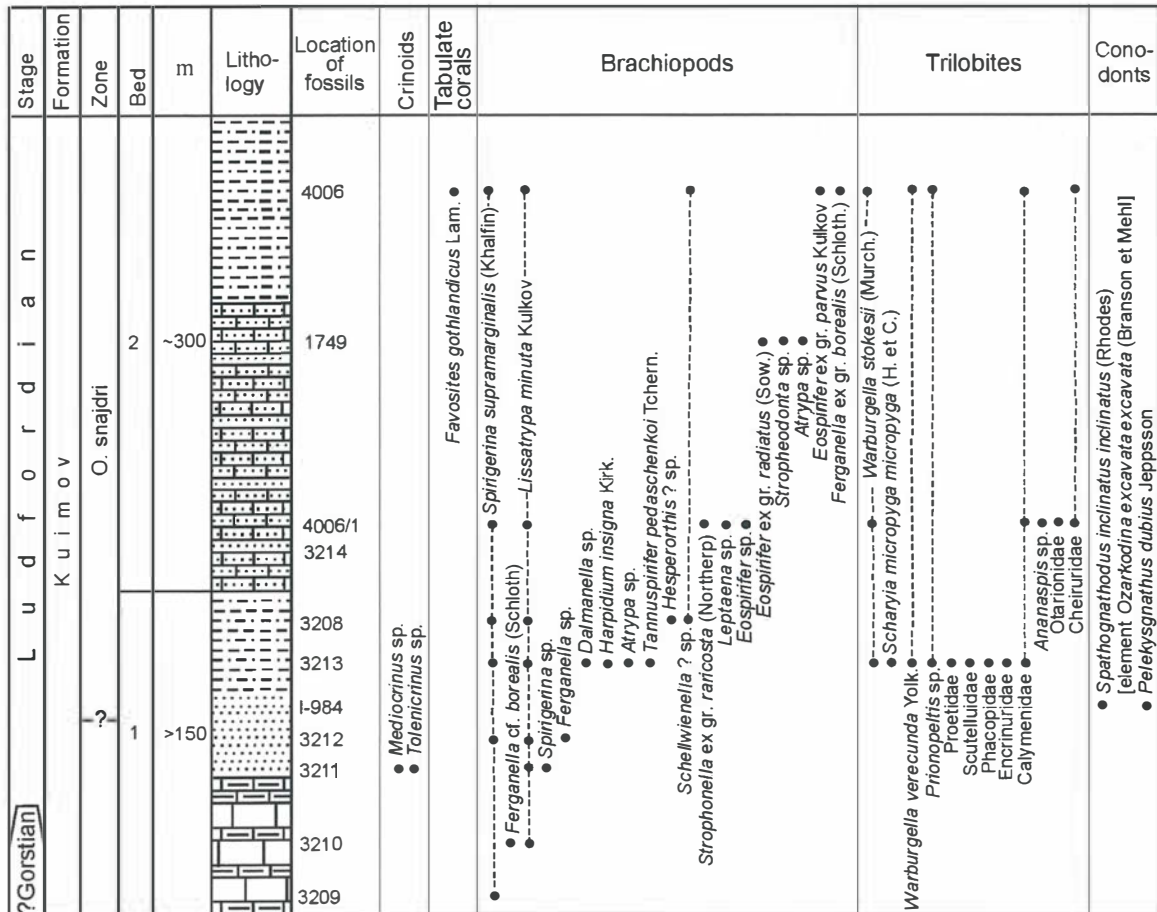 Stage
Formation
Zone
Bed
m
Litho-
logy
Location
of
fossils
Crinoids
Tabulate
corals
Brachiopods
Trilobites
Cono-
donts
Ludfordian
?Gorstian
Kuimov
O. snajdri
-?-
2
1
~300
>150
4006
1749
4006/1
3214
3208
3213
I-984
3212
3211
3210
3209
Mediocrinus sp.
Tolenicrinus sp.
Favosites gothlandicus Lam.
Spirigerina supramarginalis (Khalfin)
Ferganella cf. borealis (Schloth)
Lissatrypa minuta Kulkov
Spirigerina sp.
Ferganella sp.
Dalmanella sp.
Harpidium insigna Kirk.
Atrypa sp.
Tannuspirifer pedaschenkoi Tchern.
Hesperorthis ? sp.
Schellwienella ? sp.
Strophonella ex gr. raricosta (Northerp)
Leptaena sp.
Eospirifer sp.
Eospirifer ex gr. radiatus (Sow.)
Stropheodonta sp.
Atrypa sp.
Eospirifer ex gr. parvus Kulkov
Ferganella ex gr. borealis (Schloth.)
Warburgella stokesii (Murch.)
Scharyia micropyga micropyga (H. et C.)
Warburgella verecunda Yolk.
Prionopeltis sp.
Proetidae
Scutelluidae
Phacopidae
Encrinuridae
Calymenidae
Ananaspis sp.
Otarionidae
Cheiruridae
Spathognathodus inclinatus inclinatus (Rhodes)
[element Ozarkodina excavata excavata (Branson et Mehl]
Pelekysgnathus dubius Jeppsson